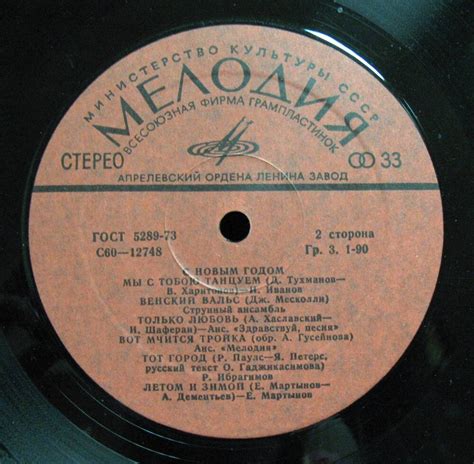 МИНИСТЕРСТВО КУЛЬТУРЫ СССР
МЕЛОДИЯ
ВСЕСОЮЗНАЯ ФИРМА ГРАМПЛАСТИНОК
СТЕРЕО 33
АПРЕЛЕВСКИЙ ОРДЕНА ЛЕНИНА ЗАВОД
ГОСТ 5289-73 2 сторона
С60—12748 Гр. 3. 1-90
С НОВЫМ ГОДОМ
МЫ С ТОБОЮ ТАНЦУЕМ (Д. Тухманов—
В. Харитонов)— И. Иванов
ВЕНСКИЙ ВАЛЬС (Дж. Месколли)
Струнный ансамбль
ТОЛЬКО ЛЮБОВЬ (А. Хаславский—
И. Шаферан)— Анс. «Здравствуй, песня»
ВОТ МЧИТСЯ ТРОЙКА (обр. А. Гусейнова)
Анс. «Мелодия»
ТОТ ГОРОД (Р. Паулс—Я. Петерс,
русский текст О. Гаджикасимова)
Р. Ибрагимов
ЛЕТОМ И ЗИМОЙ (Е. Мартынов—
А. Дементьев)— Е. Мартынов